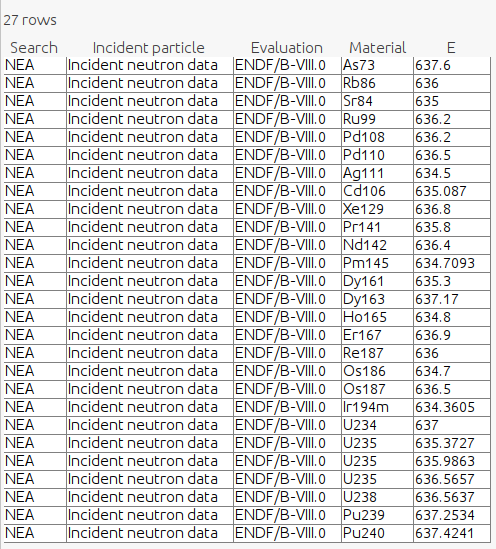 27 rows
Search Incident particle Evaluation Material E
NEA Incident neutron data ENDF/B-VIII.0 As73 637.6
NEA Incident neutron data ENDF/B-VIII.0 Rb86 636
NEA Incident neutron data ENDF/B-VIII.0 Sr84 635
NEA Incident neutron data ENDF/B-VIII.0 Ru99 636.2
NEA Incident neutron data ENDF/B-VIII.0 Pd108 636.2
NEA Incident neutron data ENDF/B-VIII.0 Pd110 636.5
NEA Incident neutron data ENDF/B-VIII.0 Ag111 634.5
NEA Incident neutron data ENDF/B-VIII.0 Cd106 635.087
NEA Incident neutron data ENDF/B-VIII.0 Xe129 636.8
NEA Incident neutron data ENDF/B-VIII.0 Pr141 635.8
NEA Incident neutron data ENDF/B-VIII.0 Nd142 636.4
NEA Incident neutron data ENDF/B-VIII.0 Pm145 634.7093
NEA Incident neutron data ENDF/B-VIII.0 Dy161 635.3
NEA Incident neutron data ENDF/B-VIII.0 Dy163 637.17
NEA Incident neutron data ENDF/B-VIII.0 Ho165 634.8
NEA Incident neutron data ENDF/B-VIII.0 Er167 636.9
NEA Incident neutron data ENDF/B-VIII.0 Re187 636
NEA Incident neutron data ENDF/B-VIII.0 Os186 634.7
NEA Incident neutron data ENDF/B-VIII.0 Os187 636.5
NEA Incident neutron data ENDF/B-VIII.0 Ir194m 634.3605
NEA Incident neutron data ENDF/B-VIII.0 U234 637
NEA Incident neutron data ENDF/B-VIII.0 U235 635.3727
NEA Incident neutron data ENDF/B-VIII.0 U235 635.9863
NEA Incident neutron data ENDF/B-VIII.0 U235 636.5657
NEA Incident neutron data ENDF/B-VIII.0 U238 636.5637
NEA Incident neutron data ENDF/B-VIII.0 Pu239 637.2534
NEA Incident neutron data ENDF/B-VIII.0 Pu240 637.4241